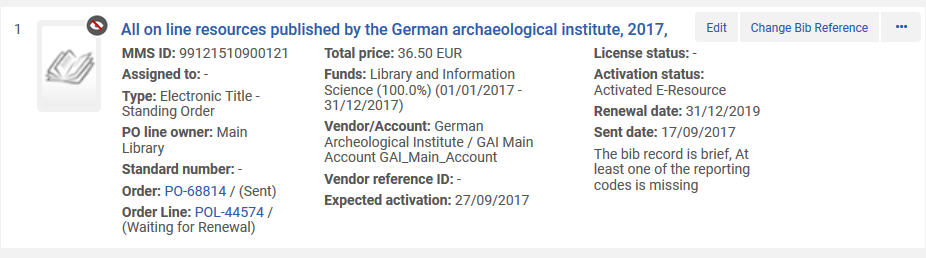 1
All on line resources published by the German archaeological institute, 2017,
Edit
Change Bib Reference
•••
MMS ID: 99121510900121
Assigned to: -
Type: Electronic Title -
Standing Order
PO line owner: Main
Library
Standard number: -
Order: PO-68814 / (Sent)
Order Line: POL-44574 /
(Waiting for Renewal)
Total price: 36.50 EUR
Funds: Library and Information
Science (100.0%) (01/01/2017 -
31/12/2017)
Vendor/Account: German
Archeological Institute / GAI Main
Account GAI_Main_Account
Vendor reference ID: -
Expected activation: 27/09/2017
License status: -
Activation status:
Activated E-Resource
Renewal date: 31/12/2019
Sent date: 17/09/2017
The bib record is brief, At
least one of the reporting
codes is missing